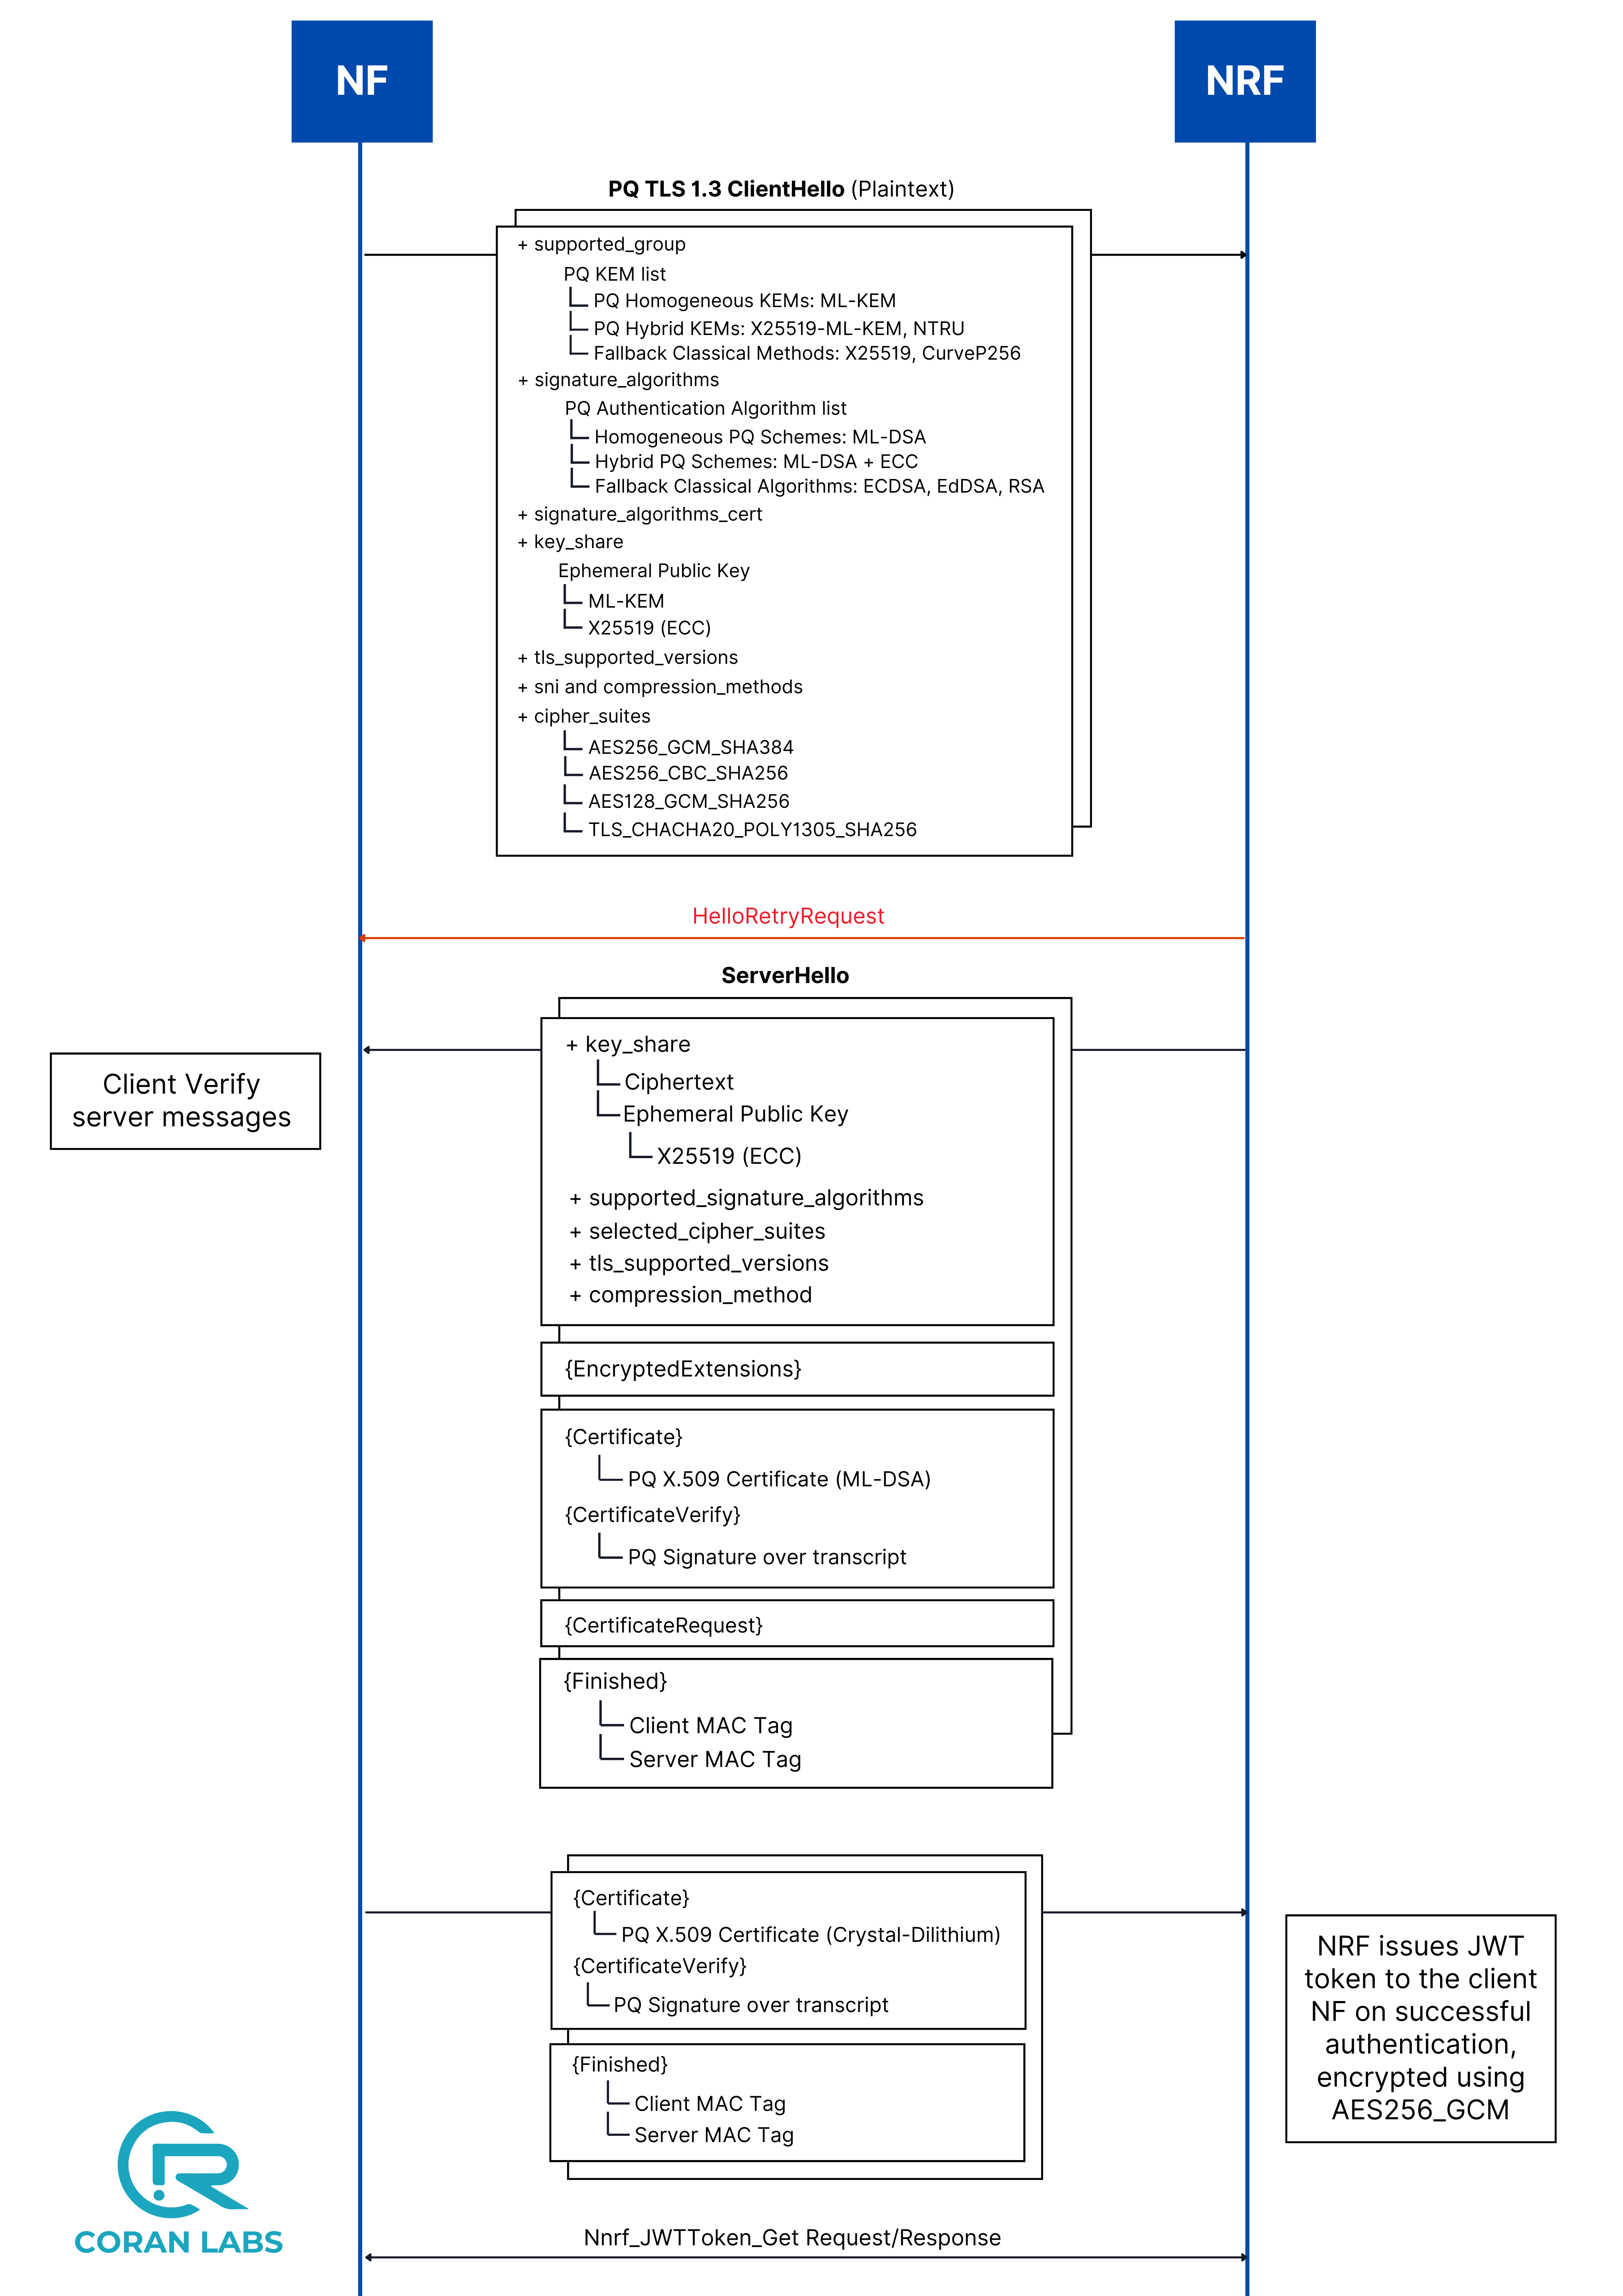 NF
NRF
PQ TLS 1.3 ClientHello (Plaintext)
+ supported_group
PQ KEM list
PQ Homogeneous KEMs: ML-KEM
PQ Hybrid KEMs: X25519-ML-KEM, NTRU
Fallback Classical Methods: X25519, CurveP256
+ signature_algorithms
PQ Authentication Algorithm list
Homogeneous PQ Schemes: ML-DSA
Hybrid PQ Schemes: ML-DSA + ECC
Fallback Classical Algorithms: ECDSA, EdDSA, RSA
+ signature_algorithms_cert
+ key_share
Ephemeral Public Key
ML-KEM
X25519 (ECC)
+ tls_supported_versions
+ sni and compression_methods
+ cipher_suites
AES256_GCM_SHA384
AES256_CBC_SHA256
AES128_GCM_SHA256
TLS_CHACHA20_POLY1305_SHA256
HelloRetryRequest
ServerHello
+ key_share
Ciphertext
Ephemeral Public Key
X25519 (ECC)
+ supported_signature_algorithms
+ selected_cipher_suites
+ tls_supported_versions
+ compression_method
Client Verify
server messages
{EncryptedExtensions}
{Certificate}
PQ X.509 Certificate (ML-DSA)
{CertificateVerify}
PQ Signature over transcript
{CertificateRequest}
{Finished}
Client MAC Tag
Server MAC Tag
{Certificate}
PQ X.509 Certificate (Crystal-Dilithium)
{CertificateVerify}
PQ Signature over transcript
{Finished}
Client MAC Tag
Server MAC Tag
NRF issues JWT
token to the client
NF on successful
authentication,
encrypted using
AES256_GCM
CORAN LABS
Nnrf_JWTToken_Get Request/Response